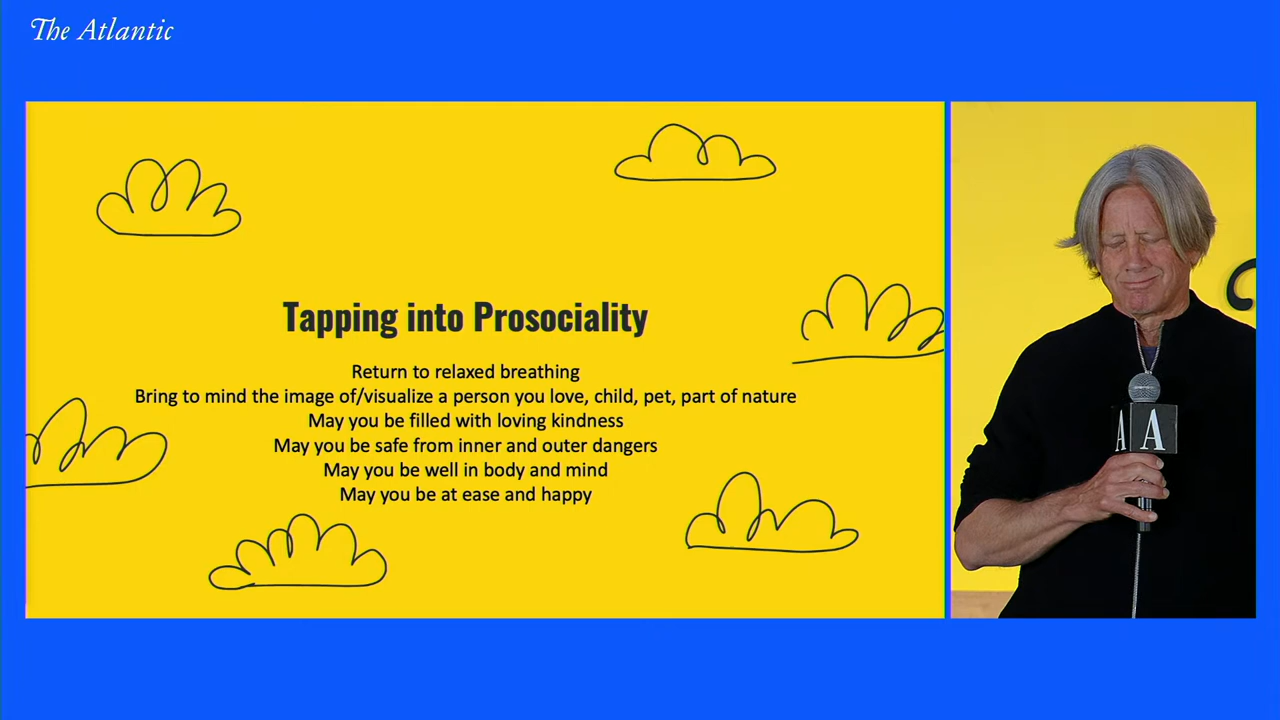 The Atlantic
Tapping into Prosociality
Return to relaxed breathing
Bring to mind the image of/visualize a person you love, child, pet, part of nature
May you be filled with loving kindness
May you be safe from inner and outer dangers
May you be well in body and mind
May you be at ease and happy
A A